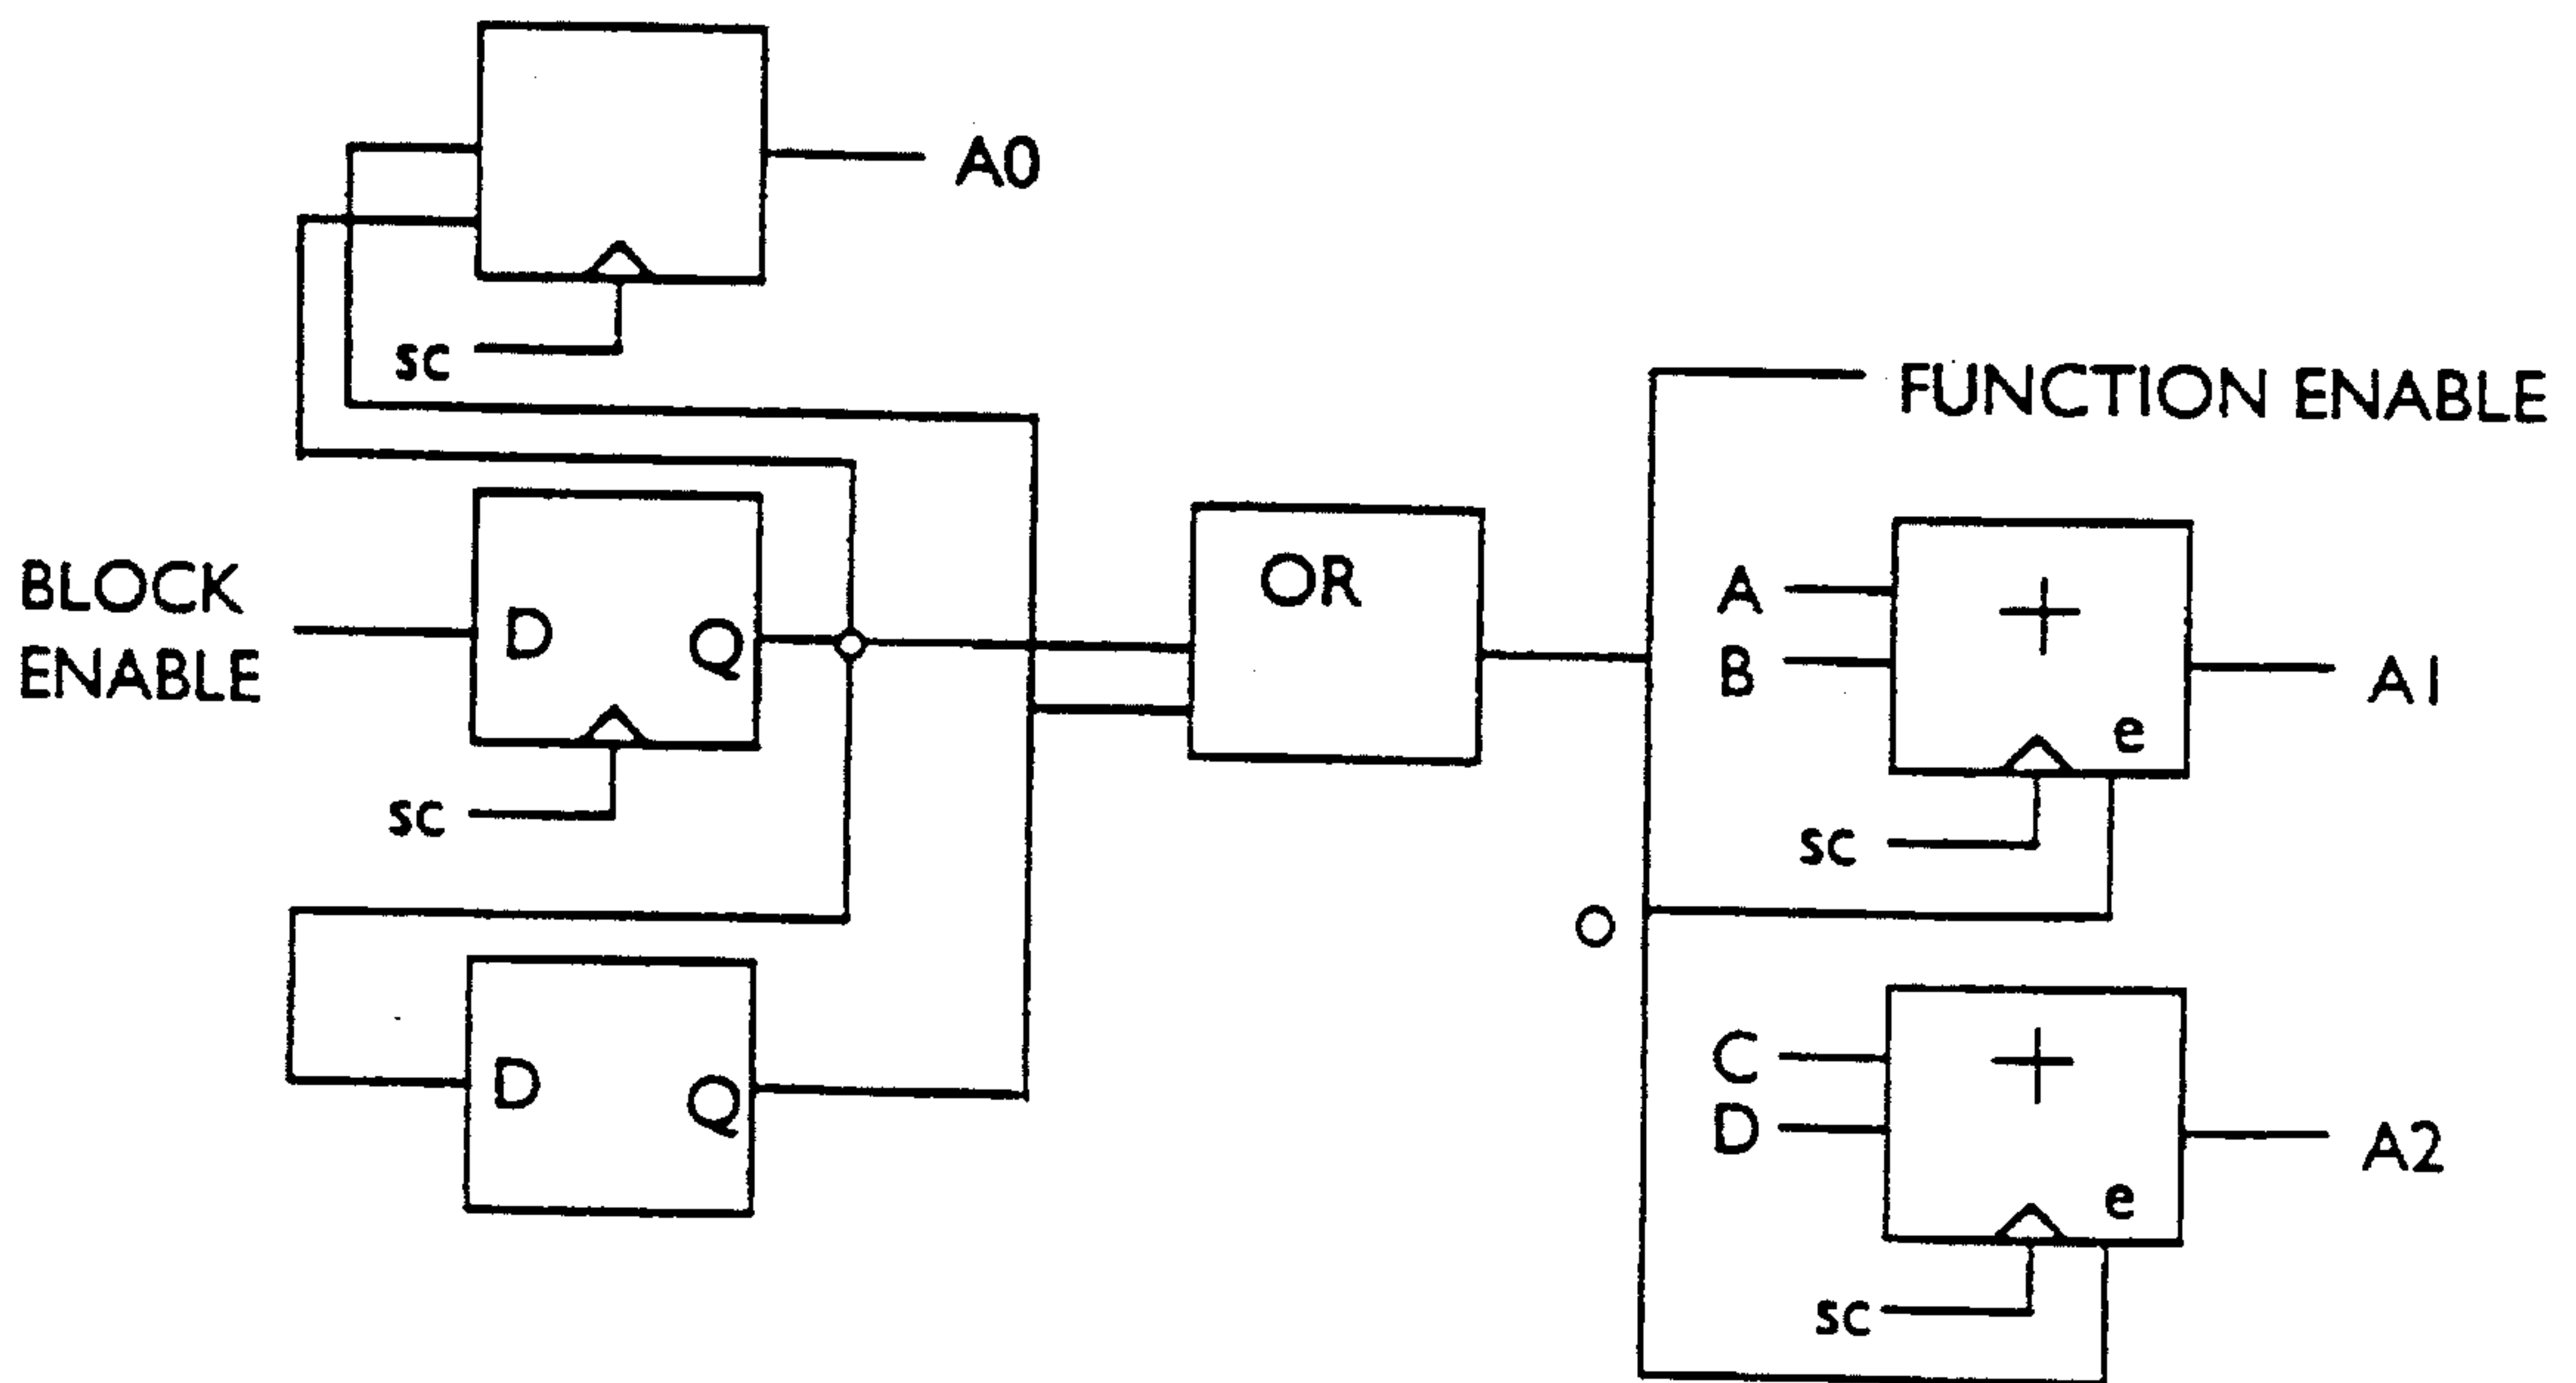 A0
sc
FUNCTION ENABLE
BLOCK
ENABLE
D
Q
sc
OR
A
B
+
e
A1
sc
O
D
Q
C
D
+
e
A2
sc